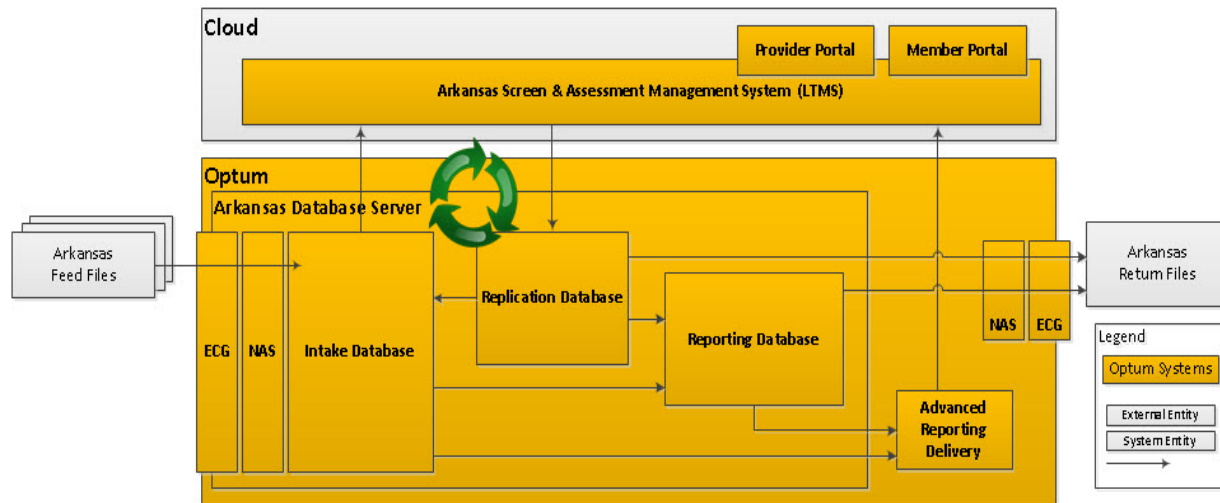 Cloud
Provider Portal
Member Portal
Arkansas Screen & Assessment Management System (LTMS)
Optum
Arkansas Database Server
Arkansas
Feed Files
ECG
NAS
Intake Database
Replication Database
Reporting Database
Advanced
Reporting
Delivery
NAS
ECG
Arkansas
Return Files
Legend
Optum Systems
External Entity
System Entity